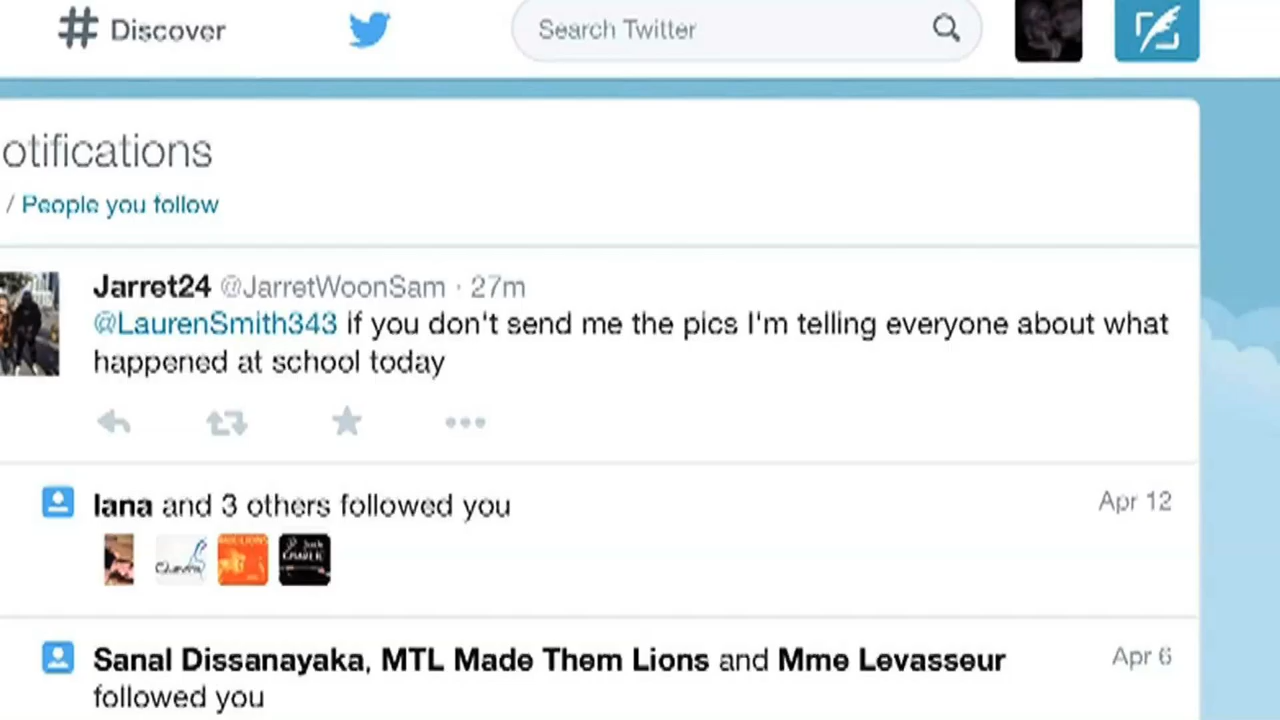 # Discover
Search Twitter
otifications
/ People you follow
Jarret24 @JarretWoonSam · 27m
@LaurenSmith343 if you don't send me the pics I'm telling everyone about what
happened at school today
Iana and 3 others followed you
Apr 12
Sanal Dissanayaka, MTL Made Them Lions and Mme Levasseur
Apr 6
followed you